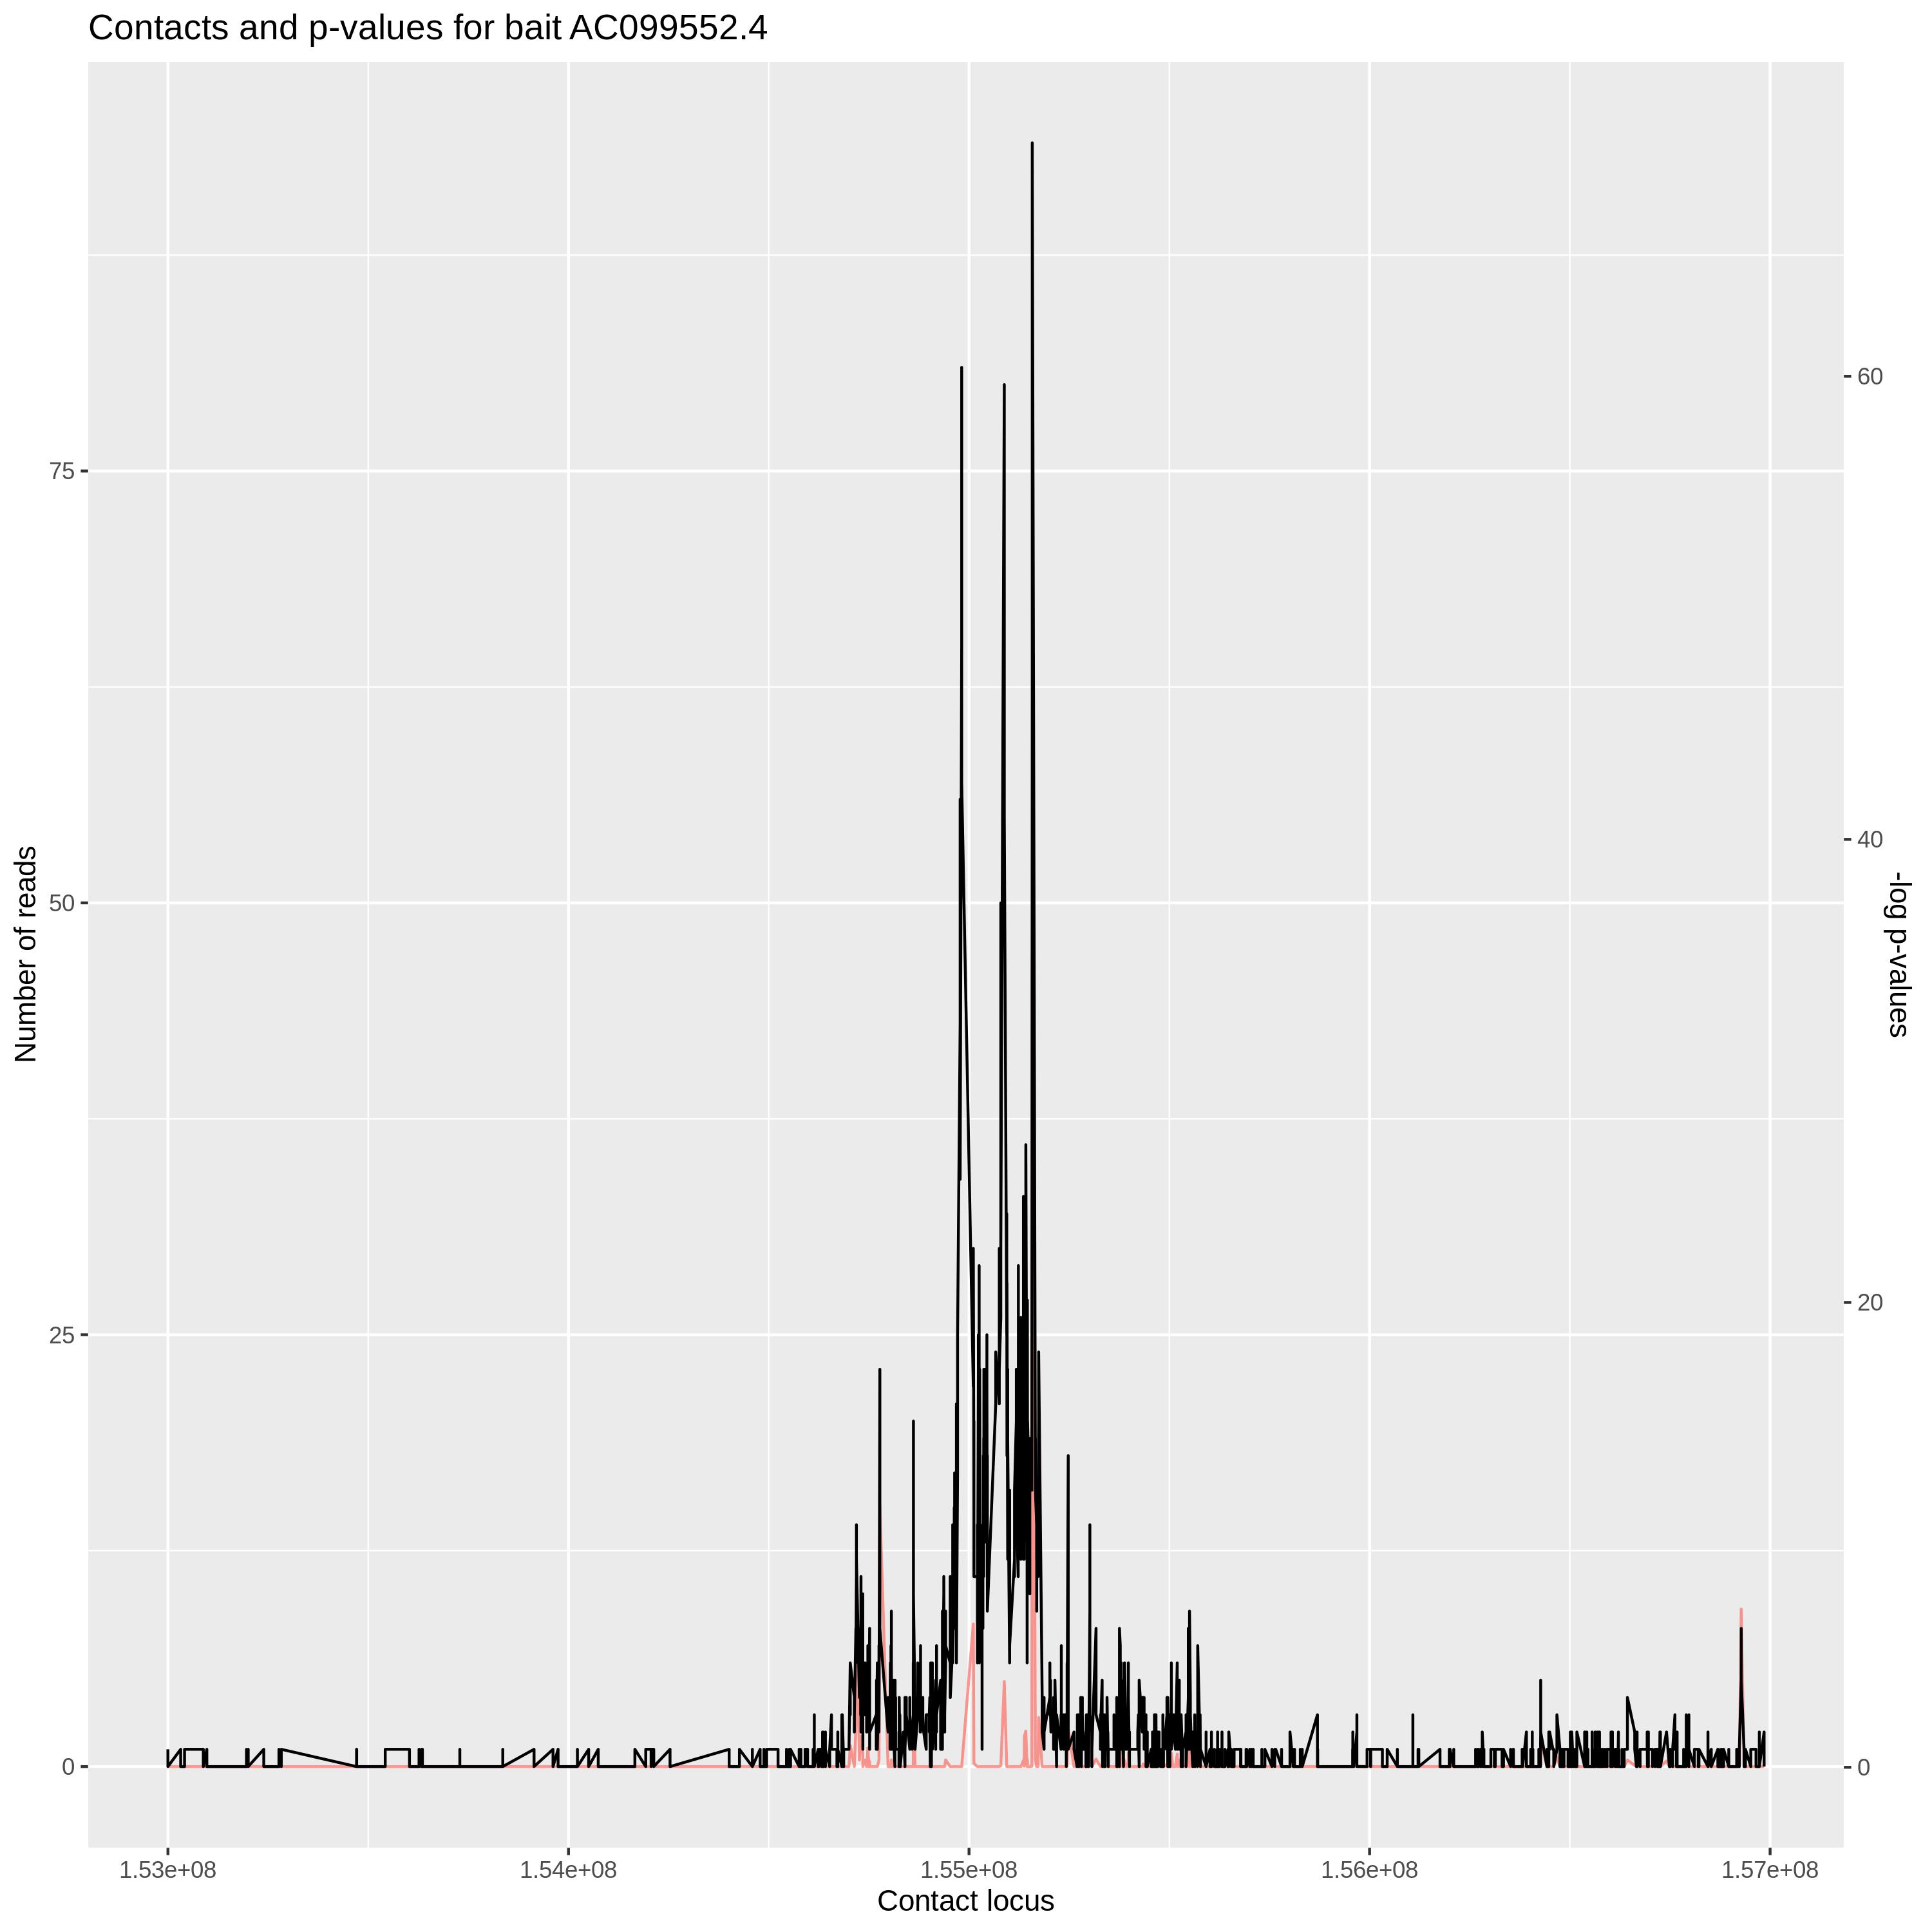 Contacts and p-values for bait AC099552.4
75
50
25
0
Number of reads
60
40
20
0
-log p-values
1.53e+08
1.54e+08
1.55e+08
1.56e+08
1.57e+08
Contact locus